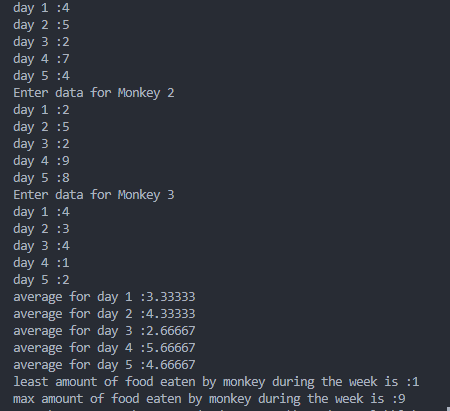 day 1 :4
day 2 :5
day 3 :2
day 4 :7
day 5 :4
Enter data for Monkey 2
day 1 :2
day 2 :5
day 3 :2
day 4 :9
day 5 :8
Enter data for Monkey 3
day 1 :4
day 2 :3
day 3 :4
day 4 :1
day 5 :2
average for day 1 :3.33333
average for day 2 :4.33333
average for day 3 :2.66667
average for day 4 :5.66667
average for day 5 :4.66667
least amount of food eaten by monkey during the week is :1
max amount of food eaten by monkey during the week is :9